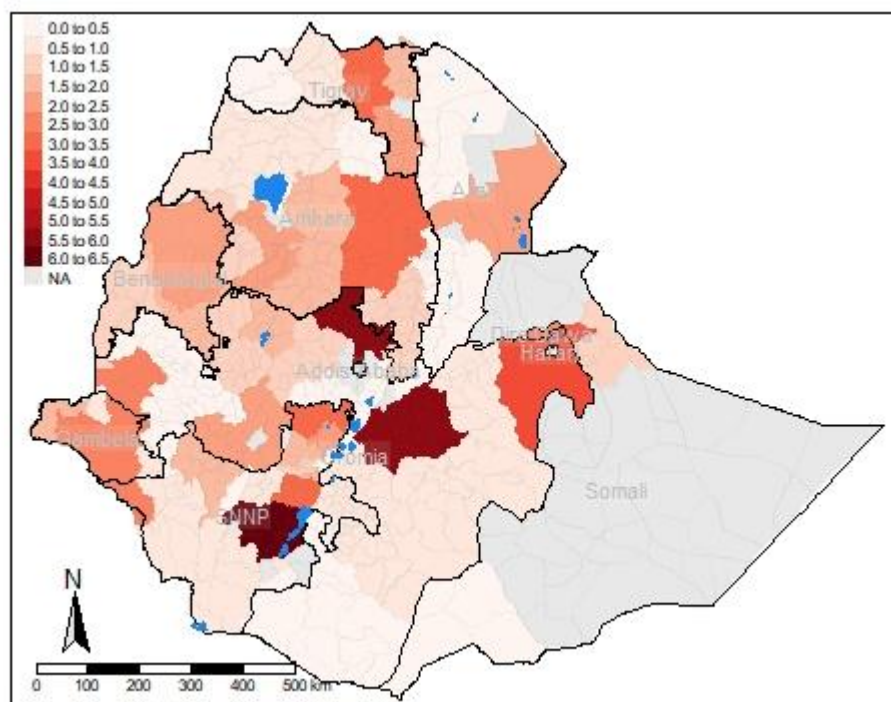 0.0 to 0.5
0.5 to 1.0
1.0 to 1.5
1.5 to 2.0
2.0 to 2.5
2.5 to 3.0
3.0 to 3.5
3.5 to 4.0
4.0 to 4.5
4.5 to 5.0
5.0 to 5.5
5.5 to 6.0
6.0 to 6.5
NA
Tigray
Afar
Amhara
Dire Dawa
Harari
Addis Ababa
Gambela
Oromia
Somali
SNNP
N
0 100 200 300 400 500 km